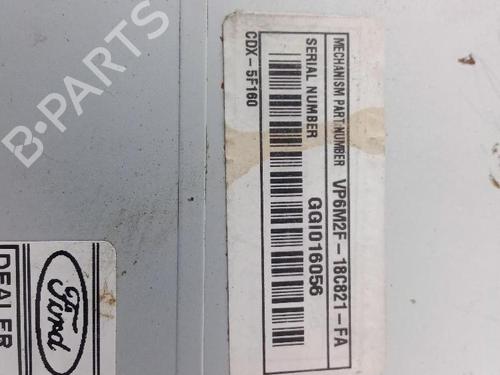 MECHANISM PART NUMBER VP6M2F-18C821-FA
SERIAL NUMBER GGI016056
CDX-5F160
Ford
DEALER
B-PARTS